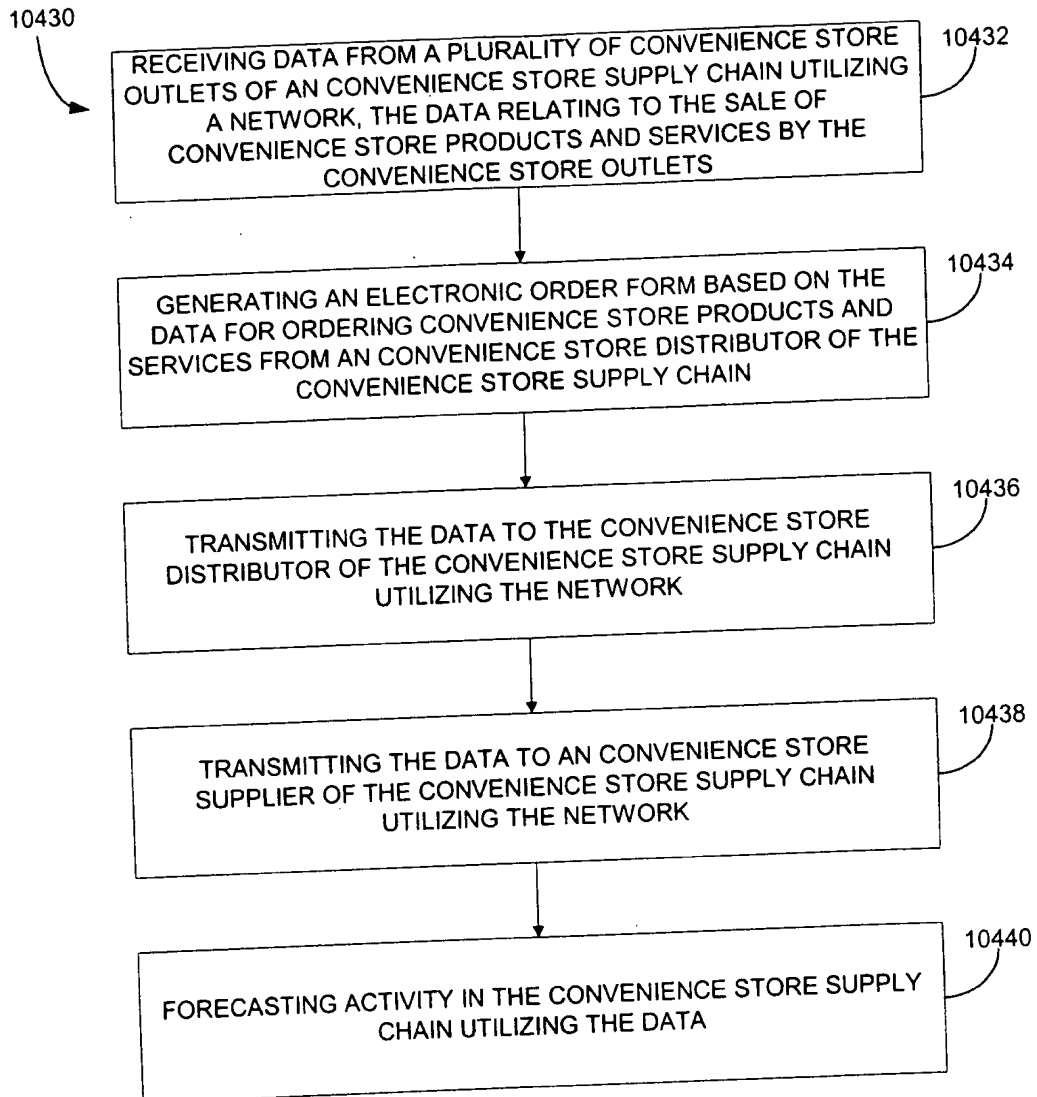 10430
10432
RECEIVING DATA FROM A PLURALITY OF CONVENIENCE STORE
OUTLETS OF AN CONVENIENCE STORE SUPPLY CHAIN UTILIZING
A NETWORK, THE DATA RELATING TO THE SALE OF
CONVENIENCE STORE PRODUCTS AND SERVICES BY THE
CONVENIENCE STORE OUTLETS
10434
GENERATING AN ELECTRONIC ORDER FORM BASED ON THE
DATA FOR ORDERING CONVENIENCE STORE PRODUCTS AND
SERVICES FROM AN CONVENIENCE STORE DISTRIBUTOR OF THE
CONVENIENCE STORE SUPPLY CHAIN
10436
TRANSMITTING THE DATA TO THE CONVENIENCE STORE
DISTRIBUTOR OF THE CONVENIENCE STORE SUPPLY CHAIN
UTILIZING THE NETWORK
10438
TRANSMITTING THE DATA TO AN CONVENIENCE STORE
SUPPLIER OF THE CONVENIENCE STORE SUPPLY CHAIN
UTILIZING THE NETWORK
10440
FORECASTING ACTIVITY IN THE CONVENIENCE STORE SUPPLY
CHAIN UTILIZING THE DATA